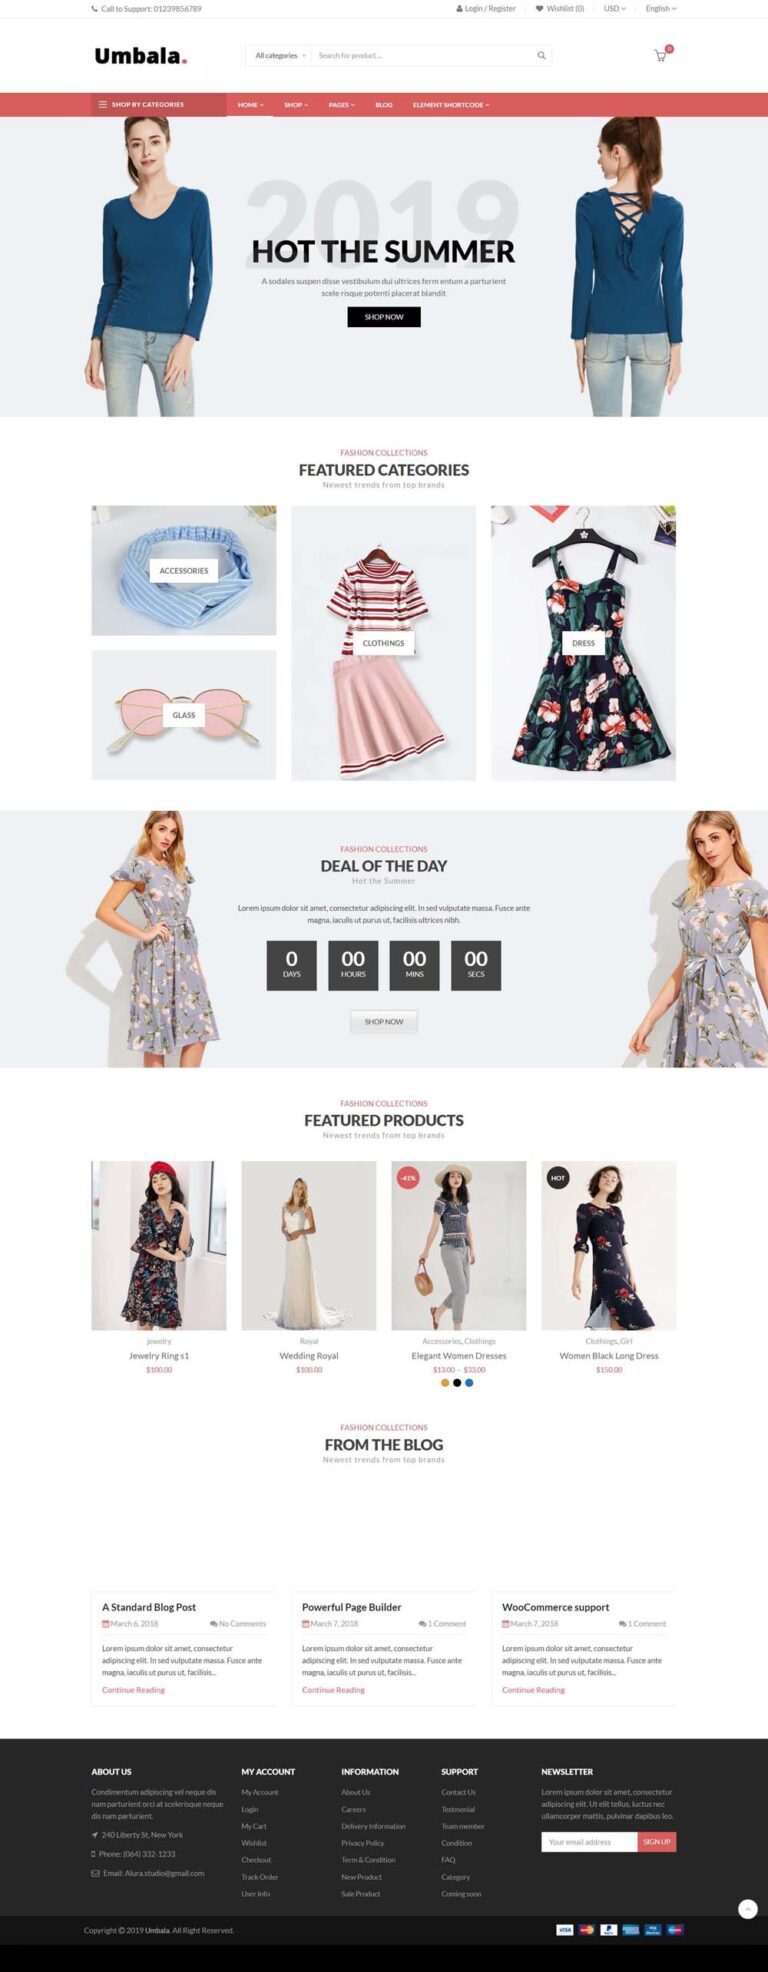 Call to Support: 01239856789
Login / Register
Wishlist (0)
USD
English
Umbala.
All categories
Search for product ...
0
SHOP BY CATEGORIES
HOME
SHOP
PAGES
BLOG
ELEMENT SHORTCODE
2019
HOT THE SUMMER
A sodales suspen disse vestibulum dui ultrices ferm entum a parturient
scele risque potenti placerat blandit
SHOP NOW
FASHION COLLECTIONS
FEATURED CATEGORIES
Newest trends from top brands
ACCESSORIES
CLOTHINGS
DRESS
GLASS
FASHION COLLECTIONS
DEAL OF THE DAY
Hot the Summer
Lorem ipsum dolor sit amet, consectetur adipiscing elit. In sed vulputate massa. Fusce ante
magna, iaculis ut purus ut, facilisis ultrices nibh.
0
DAYS
00
HOURS
00
MINS
00
SECS
SHOP NOW
FASHION COLLECTIONS
FEATURED PRODUCTS
Newest trends from top brands
-41%
HOT
jewelry
Jewelry Ring s1
$100.00
Royal
Wedding Royal
$100.00
Accessories, Clothings
Elegant Women Dresses
$13.00 – $33.00
Clothings, Girl
Women Black Long Dress
$150.00
FASHION COLLECTIONS
FROM THE BLOG
Newest trends from top brands
A Standard Blog Post
March 6, 2018
No Comments
Lorem ipsum dolor sit amet, consectetur
adipiscing elit. In sed vulputate massa. Fusce ante
magna, iaculis ut purus ut, facilisis...
Continue Reading
Powerful Page Builder
March 7, 2018
1 Comment
Lorem ipsum dolor sit amet, consectetur
adipiscing elit. In sed vulputate massa. Fusce ante
magna, iaculis ut purus ut, facilisis...
Continue Reading
WooCommerce support
March 7, 2018
1 Comment
Lorem ipsum dolor sit amet, consectetur
adipiscing elit. In sed vulputate massa. Fusce ante
magna, iaculis ut purus ut, facilisis...
Continue Reading
ABOUT US
Condimentum adipiscing vel neque dis
nam parturient orci at scelerisque neque
dis nam parturient.
240 Liberty St, New York
Phone: (064) 332-1233
Email: Alura.studio@gmail.com
MY ACCOUNT
My Account
Login
My Cart
Wishlist
Checkout
Track Order
User Info
INFORMATION
About Us
Careers
Delivery Information
Privacy Policy
Term & Condition
New Product
Sale Product
SUPPORT
Contact Us
Testmonial
Team member
Condition
FAQ
Category
Coming soon
NEWSLETTER
Lorem ipsum dolor sit amet, consectetur
adipiscing elit. Ut elit tellus, luctus nec
ullamcorper mattis, pulvinar dapibus leo.
Your email address
SIGN UP
Copyright © 2019 Umbala. All Right Reserved.
VISA